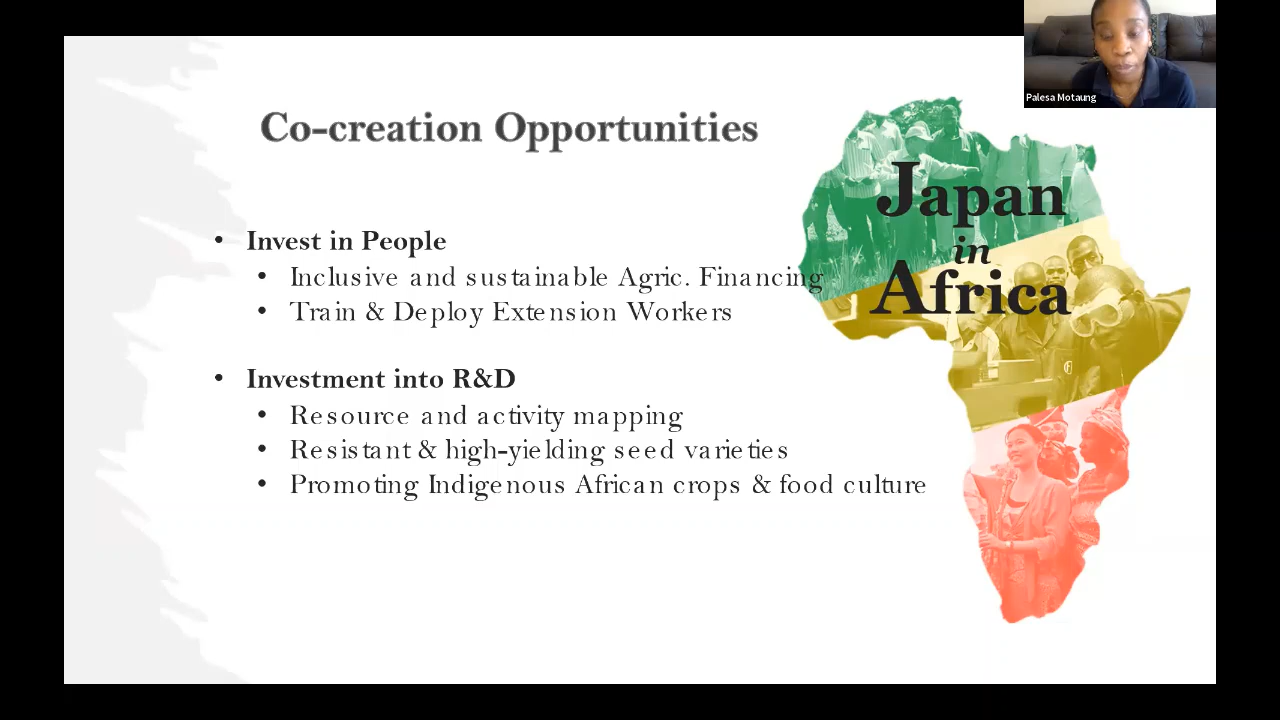 Palesa Motaung
Co-creation Opportunities
Japan
in
Africa
• Invest in People
• Inclusive and sustainable Agric. Financing
• Train & Deploy Extension Workers
• Investment into R&D
• Resource and activity mapping
• Resistant & high-yielding seed varieties
• Promoting Indigenous African crops & food culture